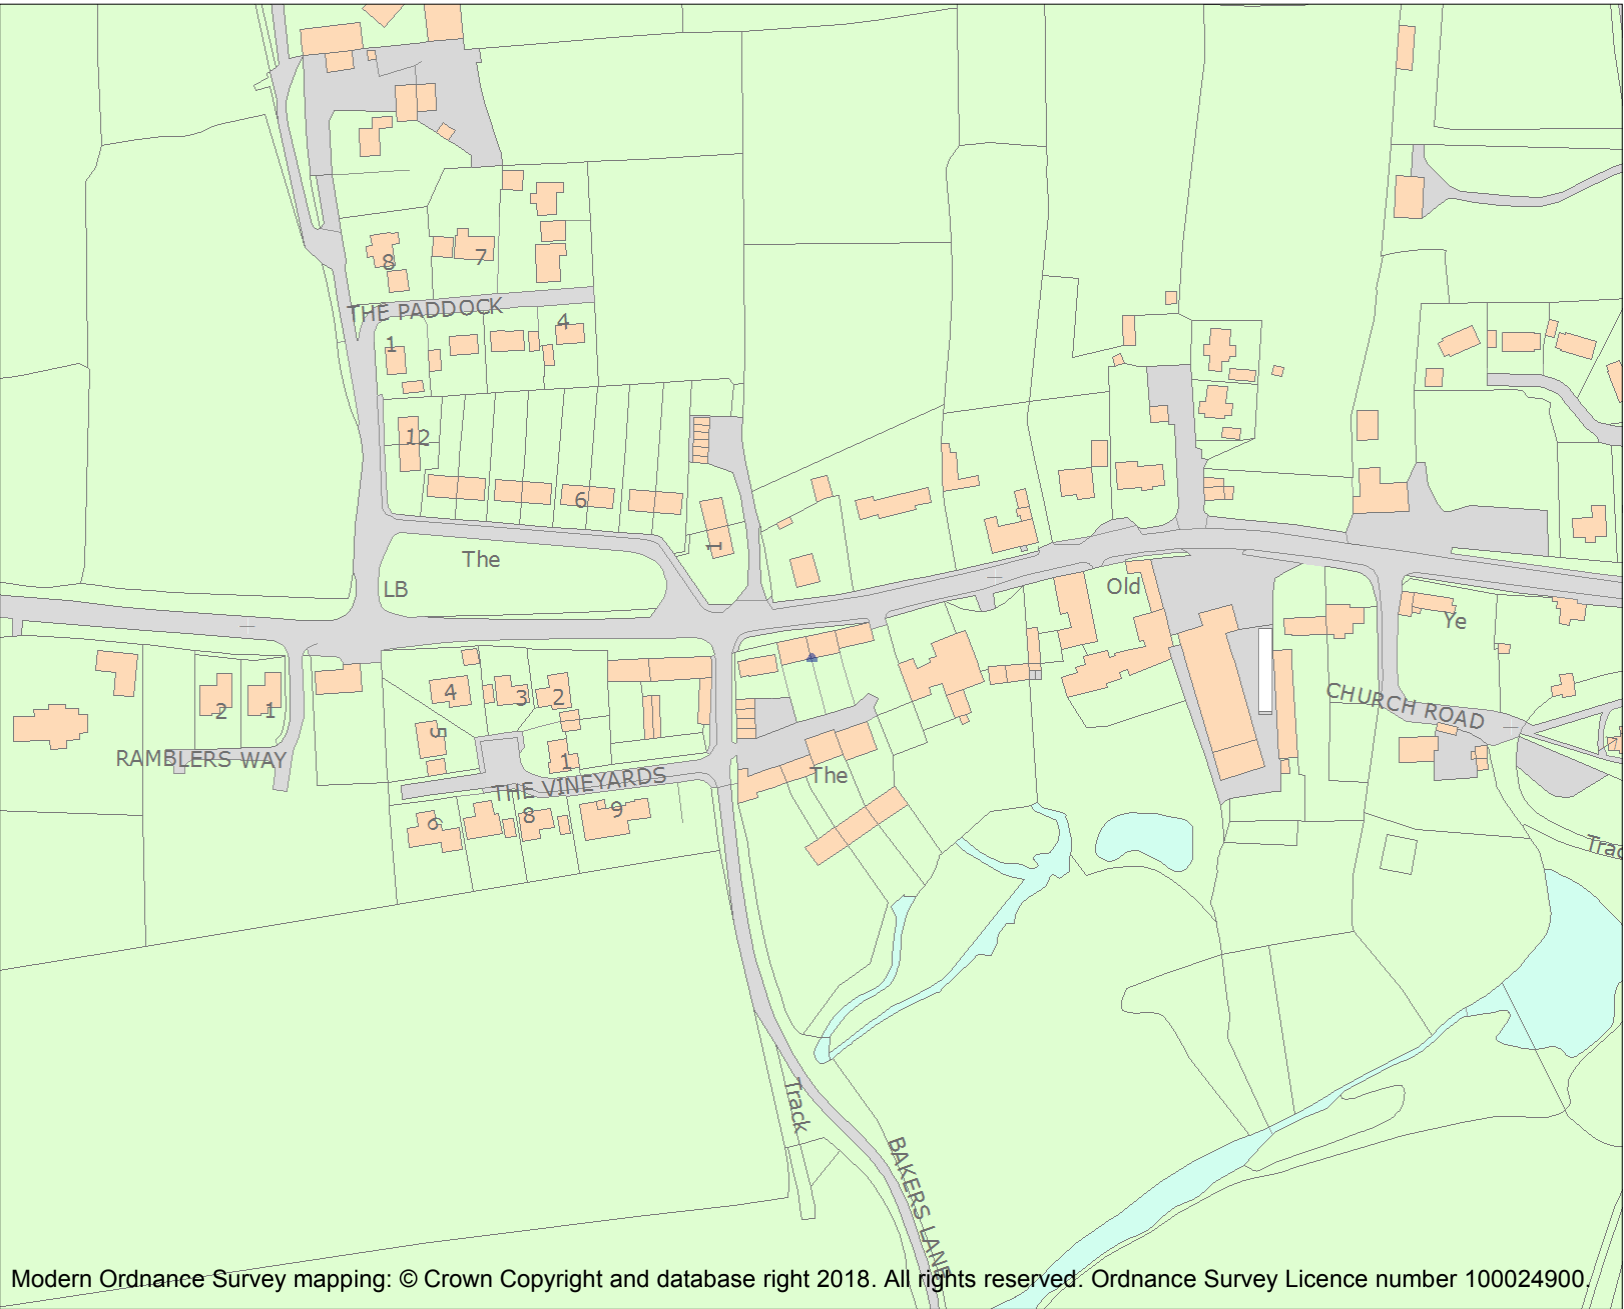 8
7
THE PADDOCK
4
1
12
6
1
The
LB
Old
Ye
CHURCH ROAD
2
1
RAMBLERS WAY
4
3
2
5
1
THE VINEYARDS
The
6
8
9
Trac
Track
BAKERS LANE
Modern Ordnance Survey mapping: © Crown Copyright and database right 2018. All rights reserved. Ordnance Survey Licence number 100024900.